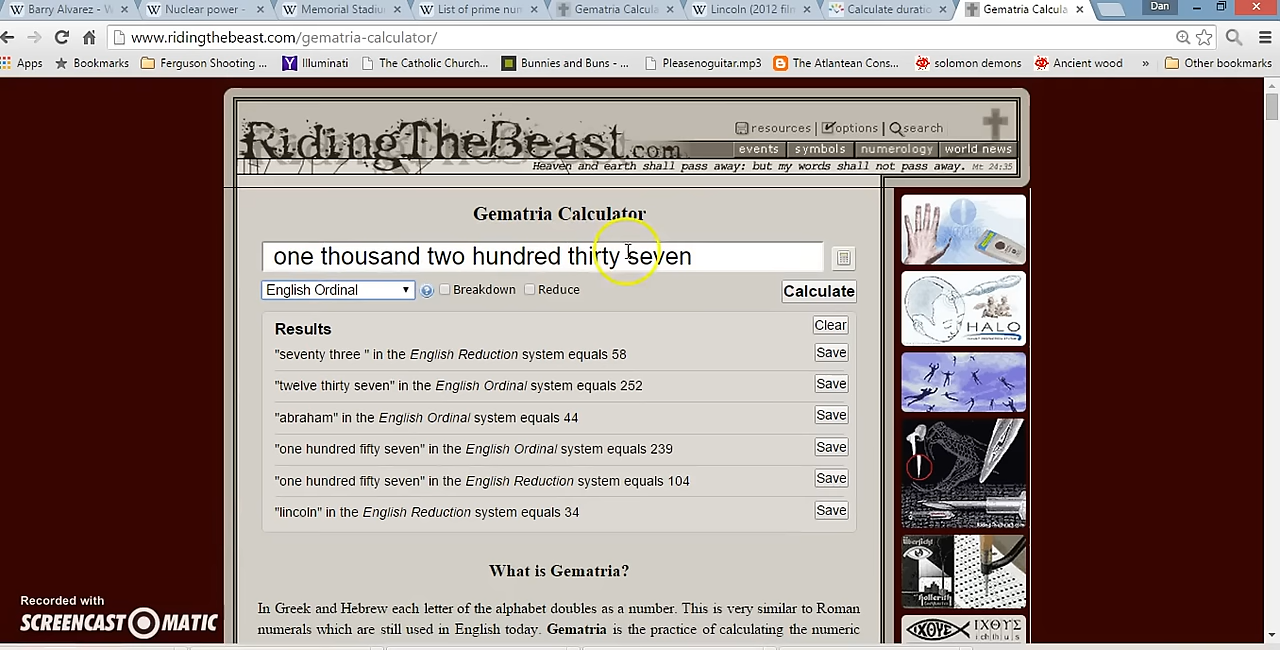 Barry Alvarez - W
Nuclear power -
Memorial Stadiu
List of prime num
Gematria Calcula
Lincoln (2012 film
Calculate duratio
Gematria Calcula
Dan
www.ridingthebeast.com/gematria-calculator/
Apps
Bookmarks
Ferguson Shooting ...
Illuminati
The Catholic Church...
Bunnies and Buns - ...
Pleasenoguitar.mp3
The Atlantean Cons...
solomon demons
Ancient wood
»
Other bookmarks
RidingTheBeast.com
resources | options | search
events
symbols
numerology
world news
Heaven and earth shall pass away: but my words shall not pass away. Mt 24:35
Gematria Calculator
one thousand two hundred thirty seven
English Ordinal
Breakdown
Reduce
Calculate
Results
Clear
"seventy three " in the English Reduction system equals 58
Save
"twelve thirty seven" in the English Ordinal system equals 252
Save
"abraham" in the English Ordinal system equals 44
Save
"one hundred fifty seven" in the English Ordinal system equals 239
Save
"one hundred fifty seven" in the English Reduction system equals 104
Save
"lincoln" in the English Reduction system equals 34
Save
What is Gematria?
In Greek and Hebrew each letter of the alphabet doubles as a number. This is very similar to Roman
numerals which are still used in English today. Gematria is the practice of calculating the numeric
HALO
ΙΧΘΥΣ
Recorded with
SCREENCAST-O-MATIC